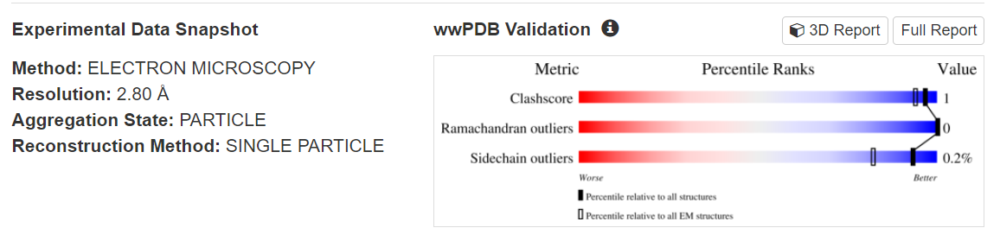 Experimental Data Snapshot
Method: ELECTRON MICROSCOPY
Resolution: 2.80 Å
Aggregation State: PARTICLE
Reconstruction Method: SINGLE PARTICLE
wwPDB Validation
3D Report
Full Report
Metric Percentile Ranks Value
Clashscore 1
Ramachandran outliers 0
Sidechain outliers 0.2%
Worse Better
Percentile relative to all structures
Percentile relative to all EM structures